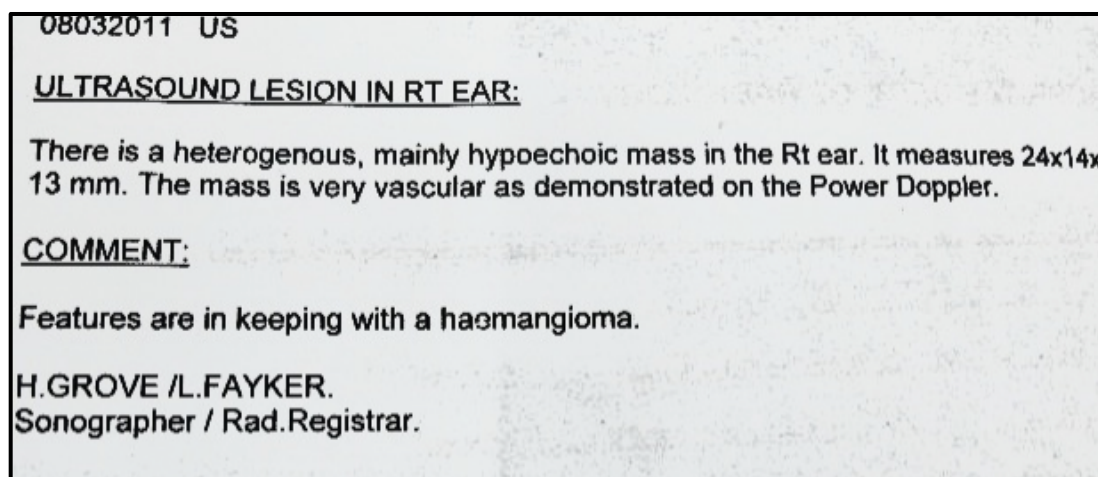 08032011 US
ULTRASOUND LESION IN RT EAR:
There is a heterogenous, mainly hypoechoic mass in the Rt ear. It measures 24x14x
13 mm. The mass is very vascular as demonstrated on the Power Doppler.
COMMENT:
Features are in keeping with a haemangioma.
H.GROVE /L.FAYKER.
Sonographer / Rad.Registrar.